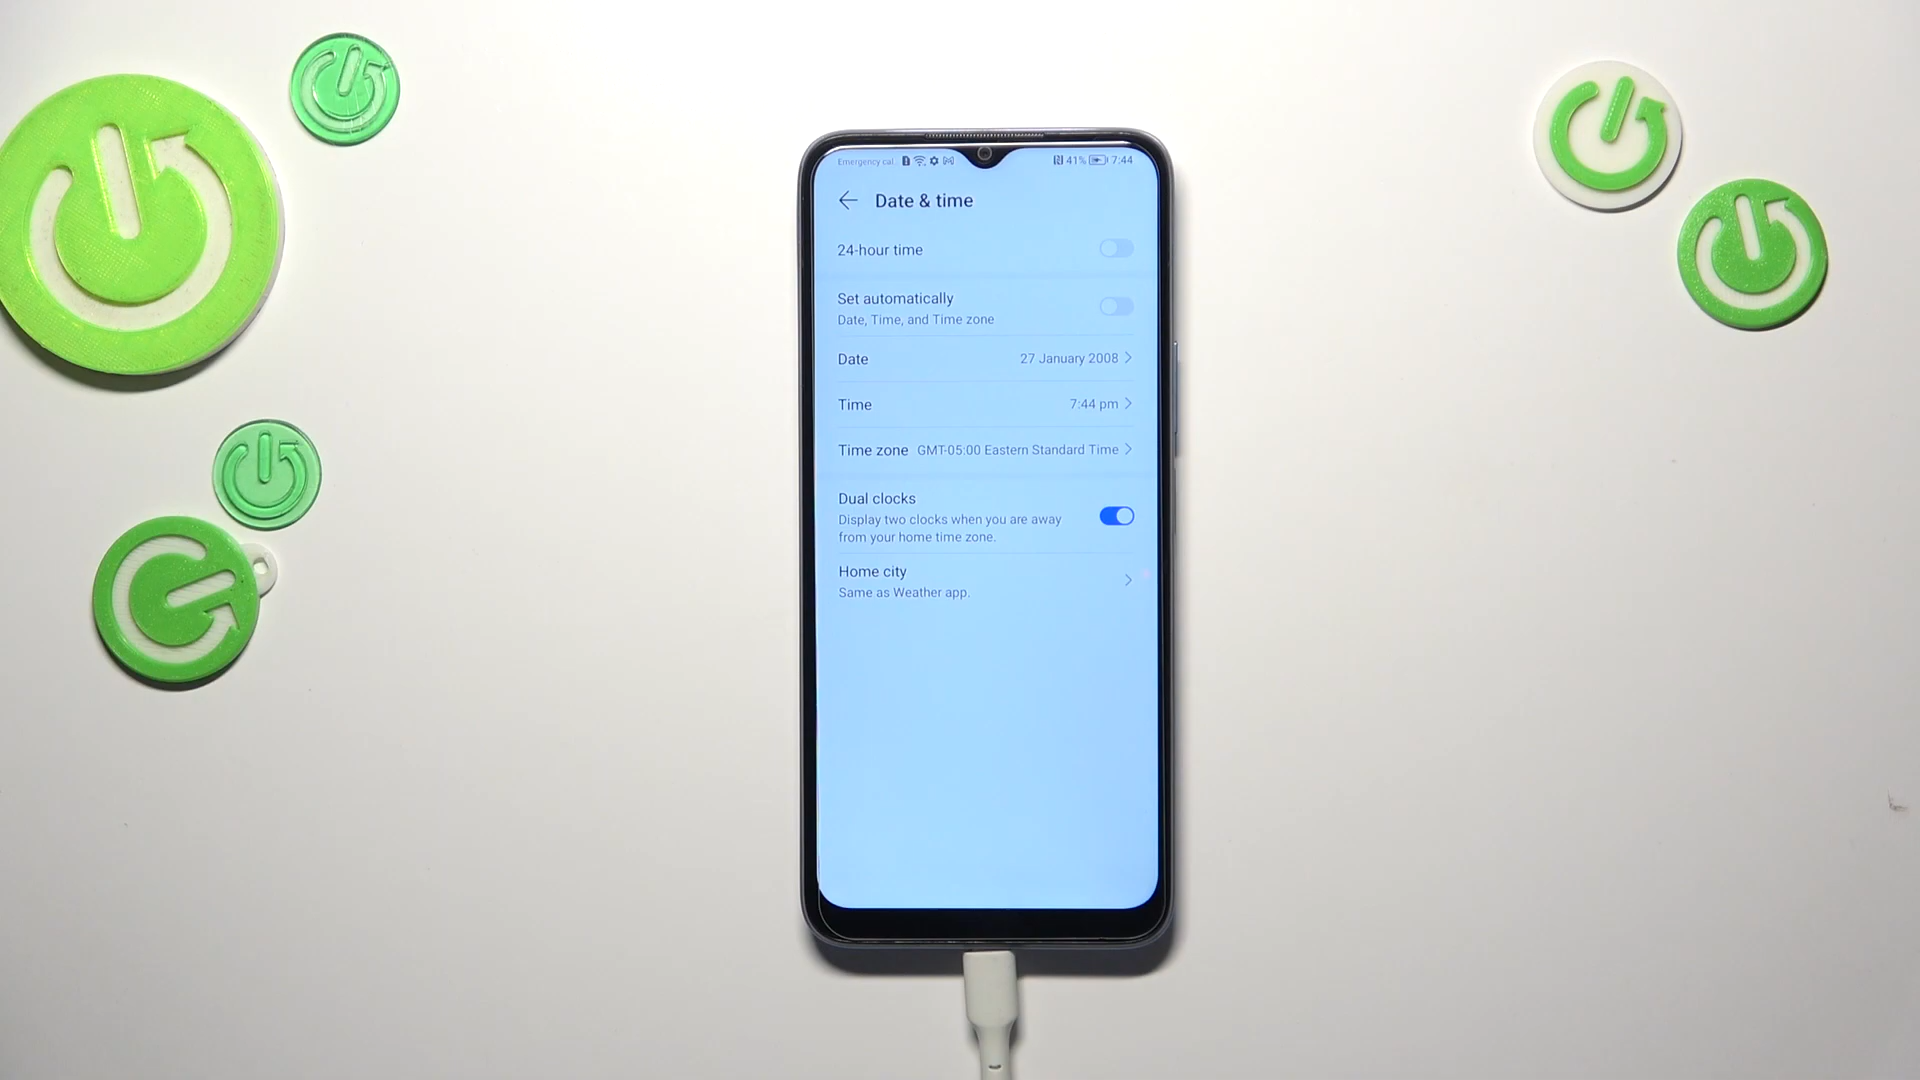 Emergency cal 41% 7:44
Date & time
24-hour time
Set automatically
Date, Time, and Time zone
Date 27 January 2008
Time 7:44 pm
Time zone GMT-05:00 Eastern Standard Time
Dual clocks
Display two clocks when you are away
from your home time zone.
Home city
Same as Weather app.